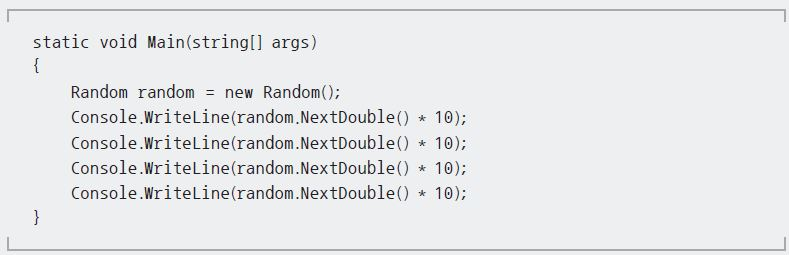 static void Main(string[] args)
{
    Random random = new Random();
    Console.WriteLine(random.NextDouble() * 10);
    Console.WriteLine(random.NextDouble() * 10);
    Console.WriteLine(random.NextDouble() * 10);
    Console.WriteLine(random.NextDouble() * 10);
}